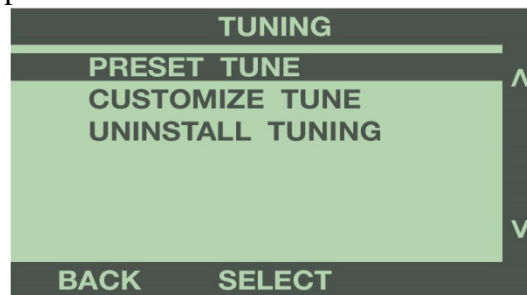 TUNING
PRESET TUNE
CUSTOMIZE TUNE
UNINSTALL TUNING
BACK SELECT